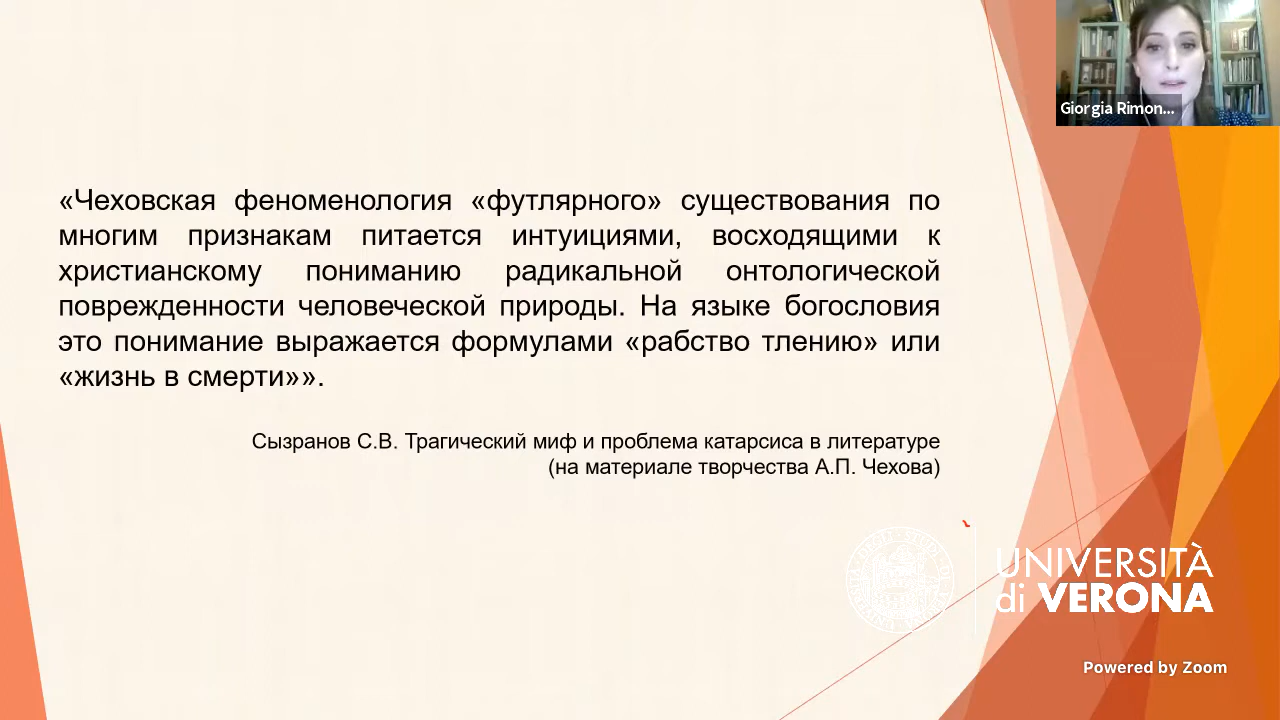 Giorgia Rimon...
«Чеховская феноменология «футлярного» существования по
многим признакам питается интуициями, восходящими к
христианскому пониманию радикальной онтологической
поврежденности человеческой природы. На языке богословия
это понимание выражается формулами «рабство тлению» или
«жизнь в смерти»».
Сызранов С.В. Трагический миф и проблема катарсиса в литературе
(на материале творчества А.П. Чехова)
UNIVERSITÀ
di VERONA
Powered by Zoom